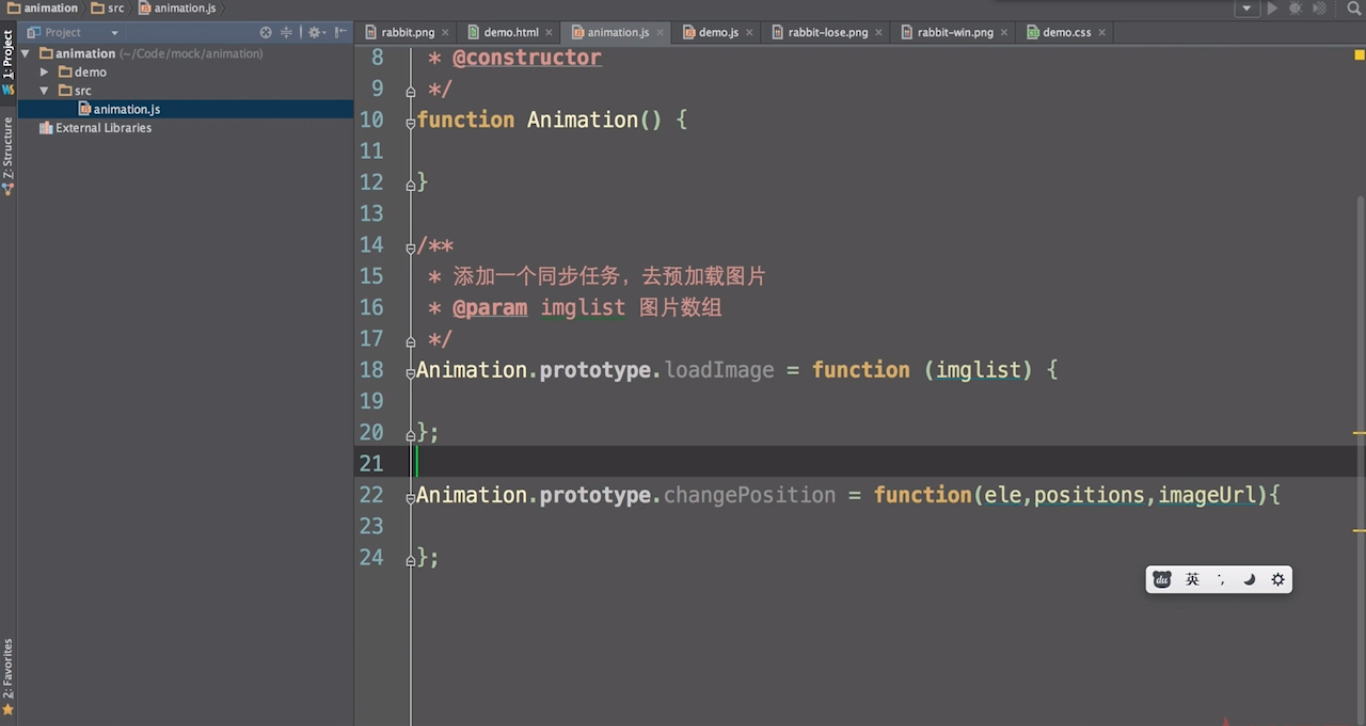 animation src animation.js
Project
rabbit.png demo.html animation.js demo.js rabbit-lose.png rabbit-win.png demo.css
1: Project
Z: Structure
2: Favorites
animation (~/Code/mock/animation)
demo
src
animation.js
External Libraries
8 * @constructor
9 */
10 function Animation() {
11
12 }
13
14 /**
15 * 添加一个同步任务，去预加载图片
16 * @param imglist 图片数组
17 */
18 Animation.prototype.loadImage = function (imglist) {
19
20 };
21
22 Animation.prototype.changePosition = function(ele,positions,imageUrl){
23
24 };
du 英